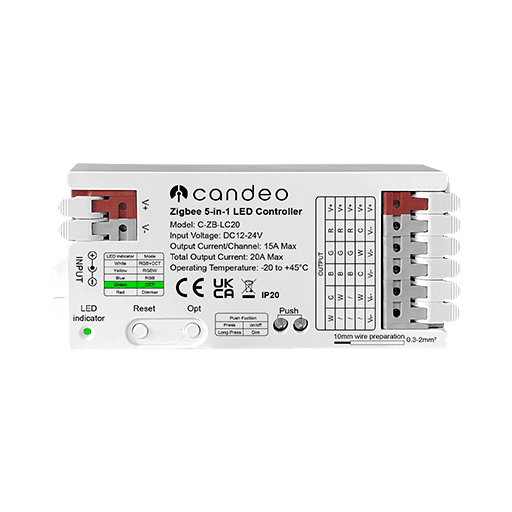 candeo
Zigbee 5-in-1 LED Controller
Model: C-ZB-LC20
Input Voltage: DC12-24V
Output Current/Channel: 15A Max
Total Output Current: 20A Max
Operating Temperature: -20 to +45°C
CE UK CA IP20
V+
V-
INPUT
LED indicator Mode
White RGB+CCT
Yellow RGBW
Blue RGB
Green CCT
Red Dimmer
LED
indicator
Reset
Opt
Push Fuction
Press on/off
Long Press Dim
Push
OUTPUT
V+ V+ V+ V+ V+
R R R / /
G G G / /
B B B / /
W W / W /
C / / C /
V+
V-
V-
V-
V-
V-
10mm wire preparation
0.3-2mm²